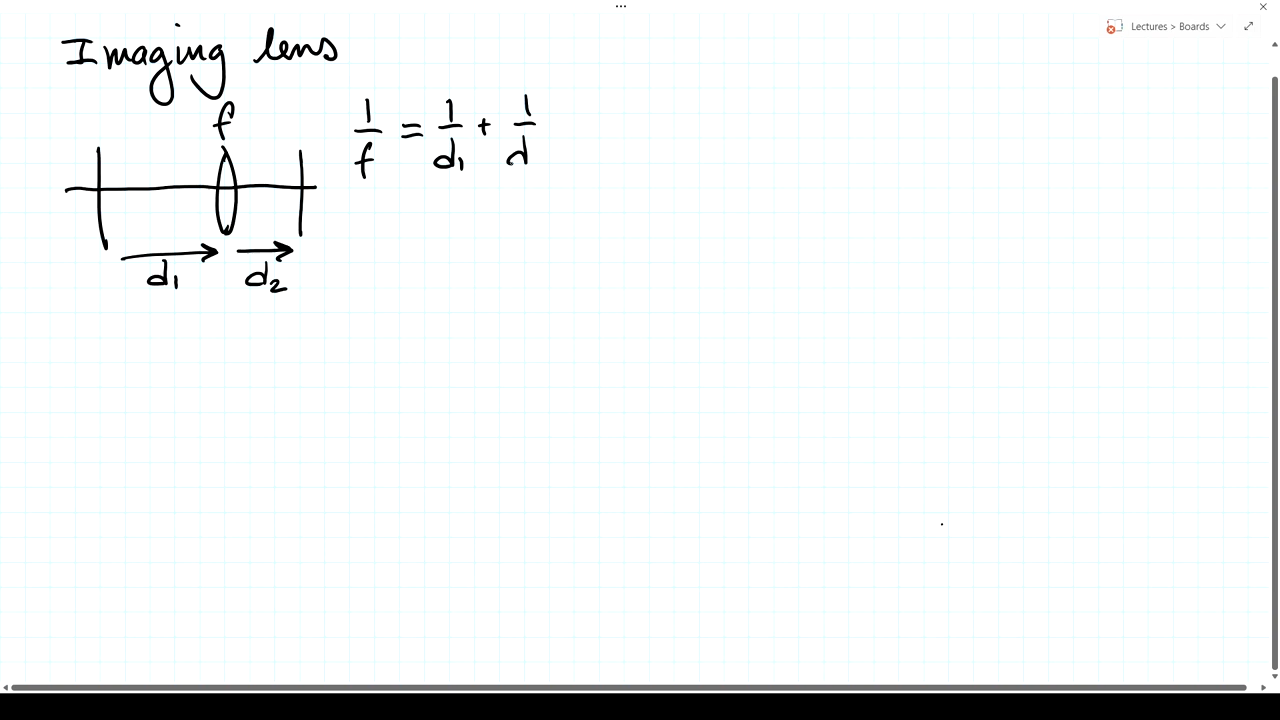 Imaging lens
Lectures > Boards
f
1/f = 1/d₁ + 1/d
d₁ d₂